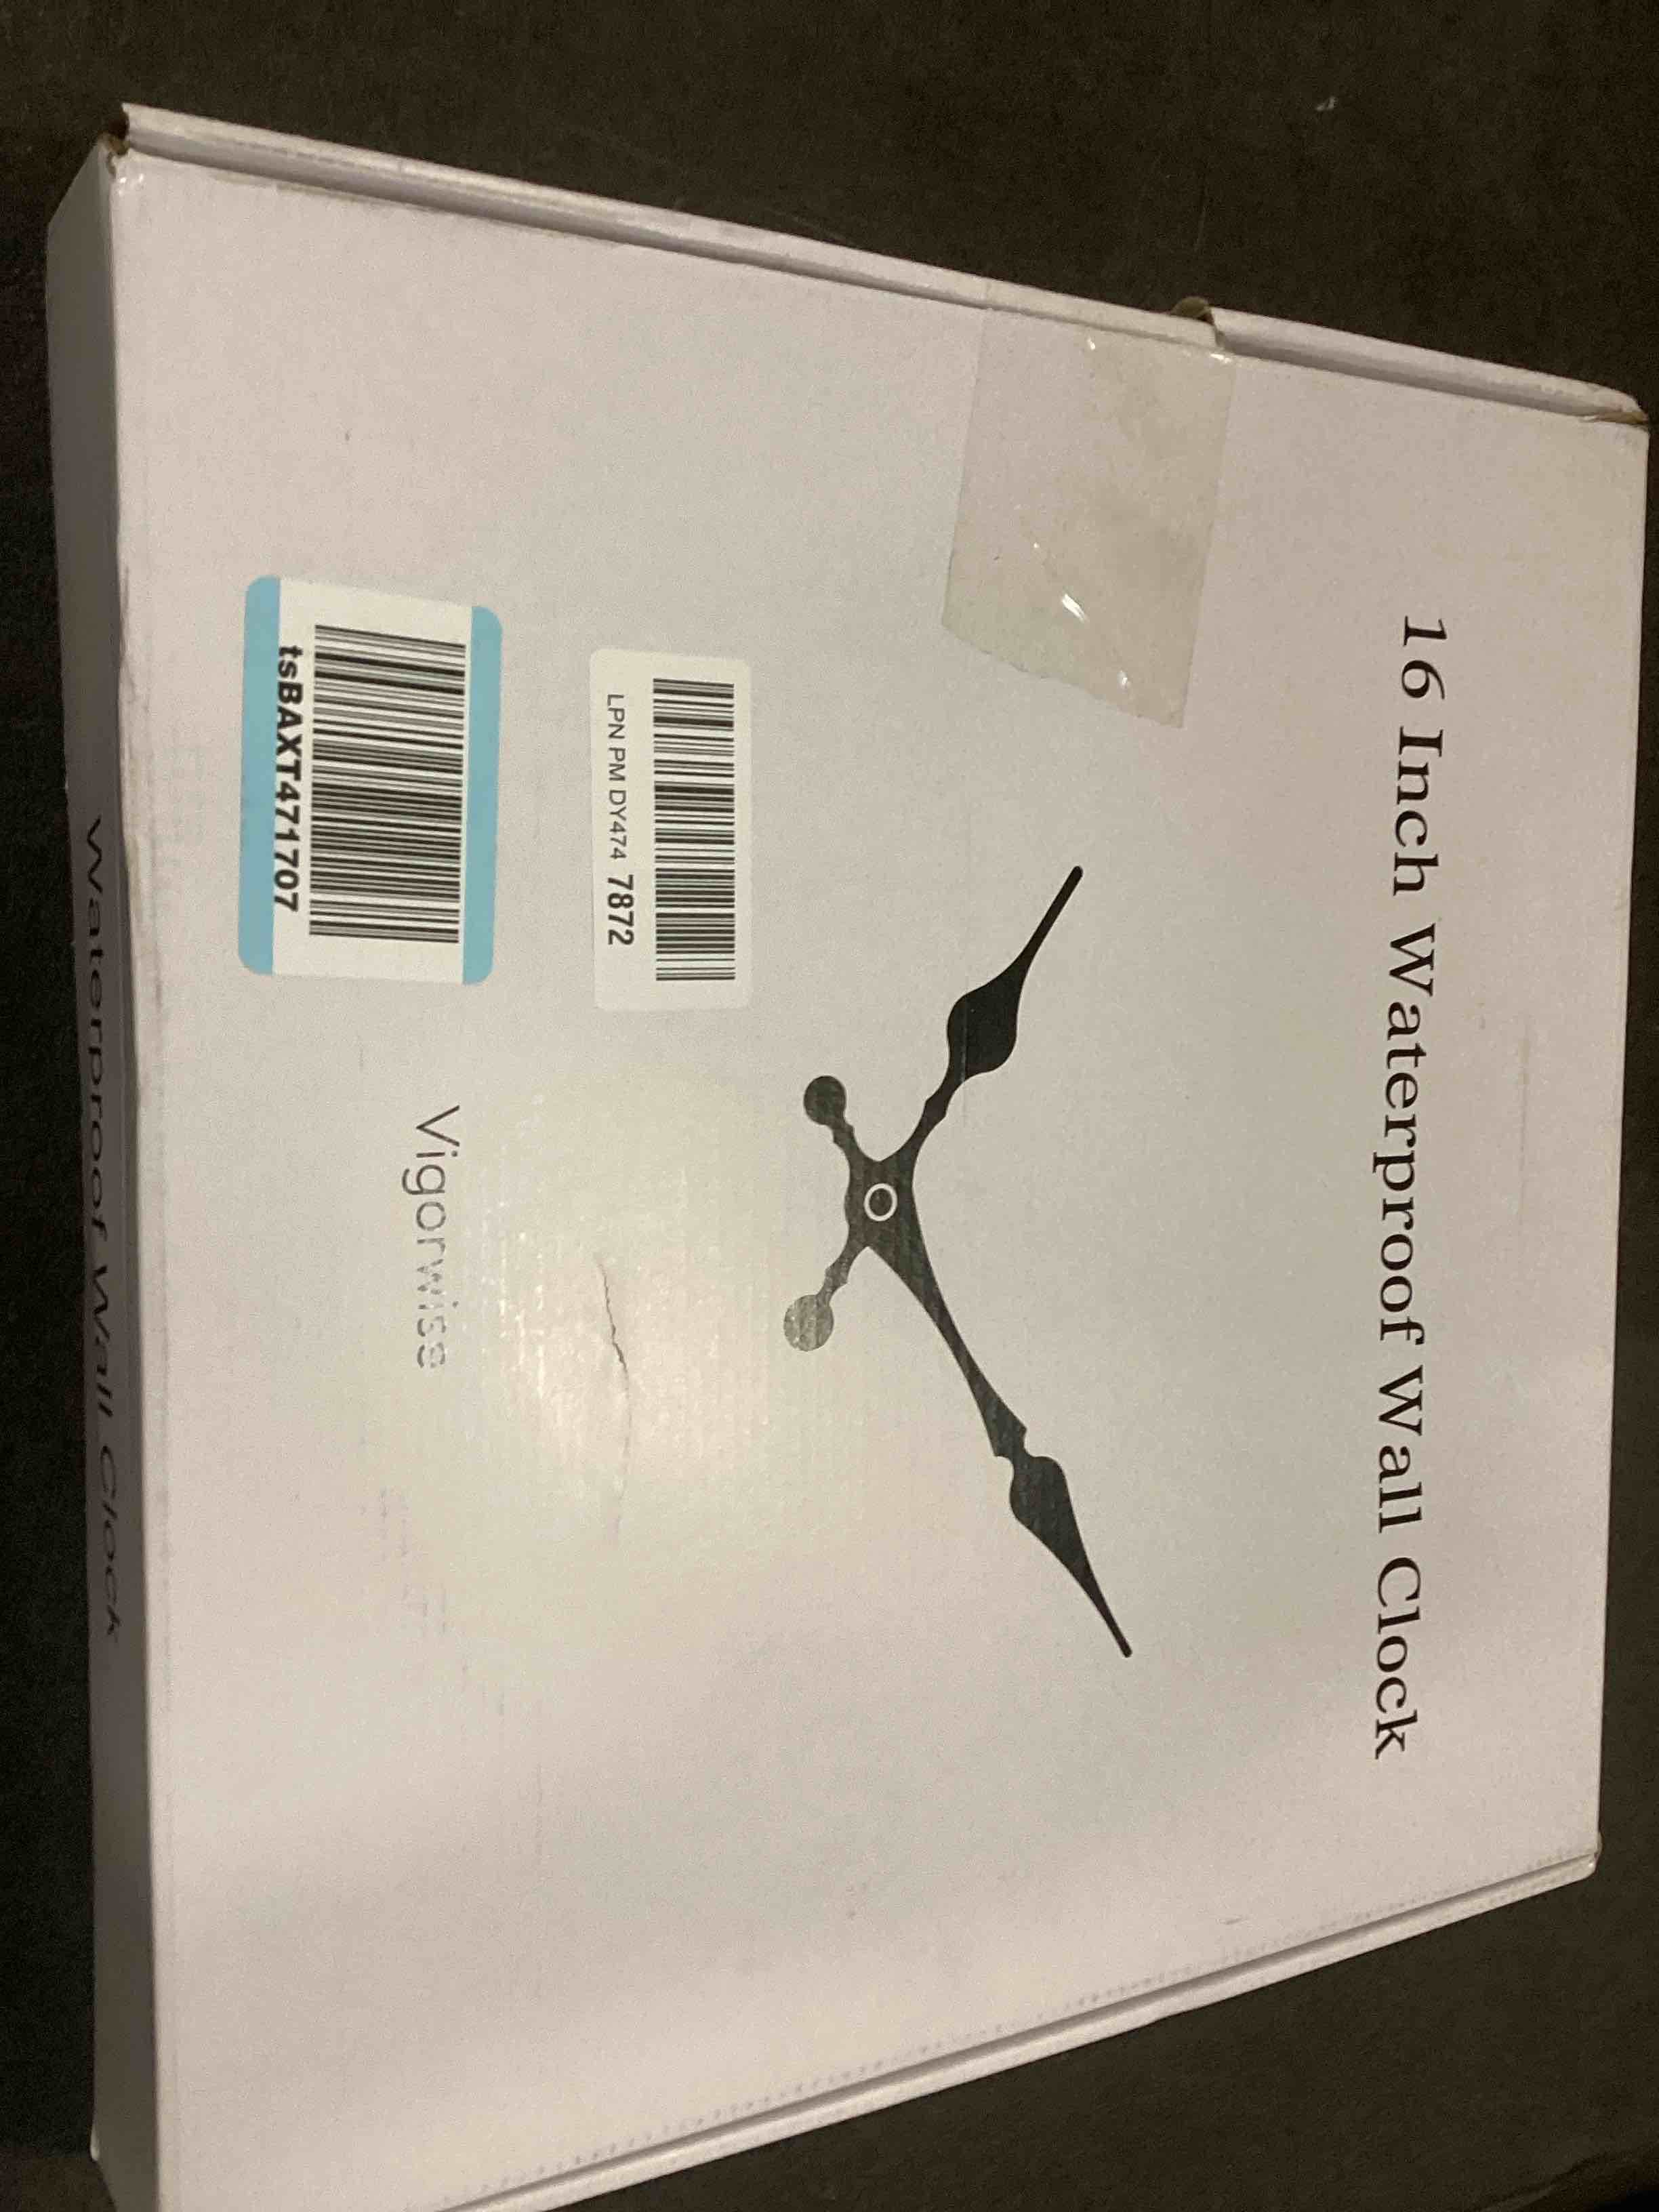 16 Inch Waterproof Wall Clock
LPN PM DY474 7872
tsBAXT471707
Vigorwise
Waterproof Wall Clock